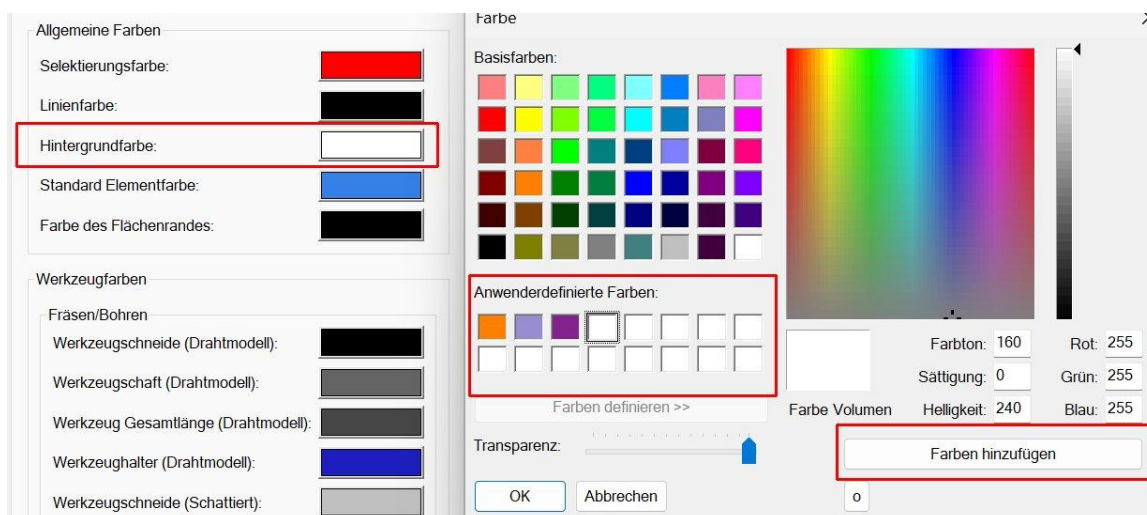 Allgemeine Farben
Selektierungsfarbe:
Linienfarbe:
Hintergrundfarbe:
Standard Elementfarbe:
Farbe des Flächenrandes:
Werkzeugfarben
Fräsen/Bohren
Werkzeugschneide (Drahtmodell):
Werkzeugschaft (Drahtmodell):
Werkzeug Gesamtlänge (Drahtmodell):
Werkzeughalter (Drahtmodell):
Werkzeugschneide (Schattiert):
Farbe
Basisfarben:
Anwenderdefinierte Farben:
Farben definieren >>
Transparenz:
OK Abbrechen
Farbton: 160 Rot: 255
Sättigung: 0 Grün: 255
Farbe Volumen Helligkeit: 240 Blau: 255
Farben hinzufügen
o